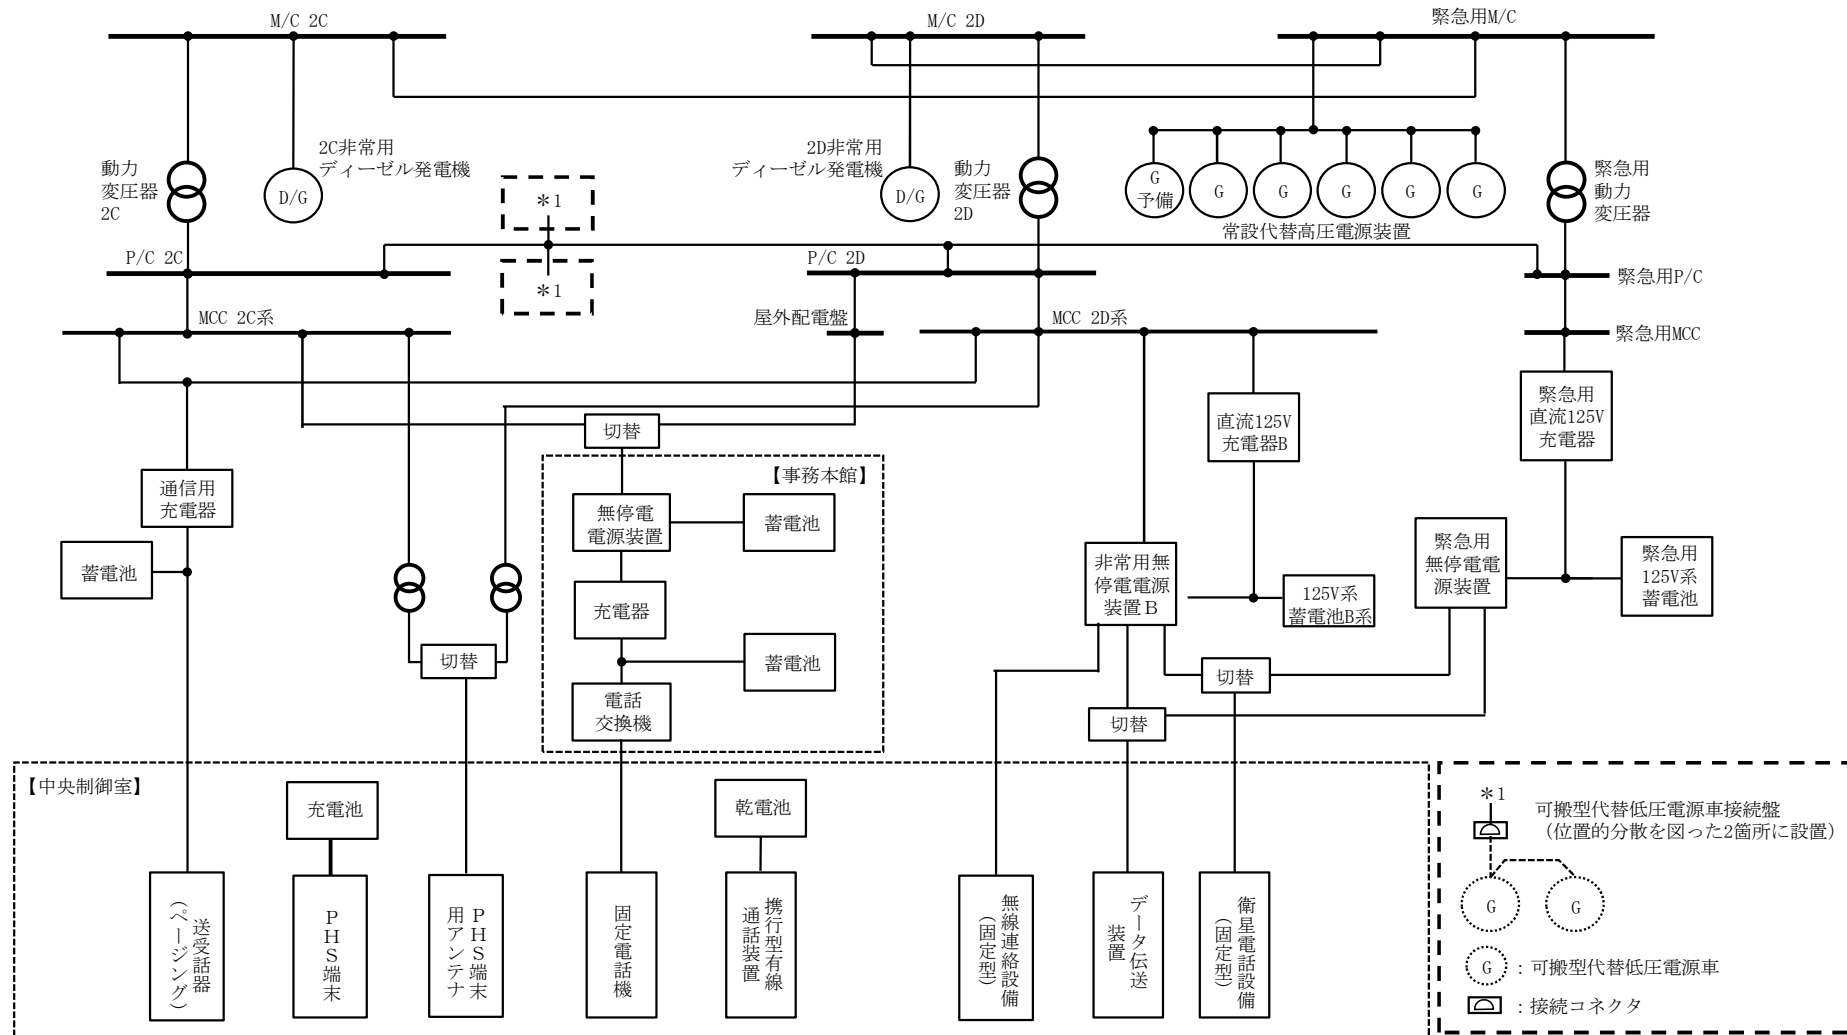 M/C 2C
M/C 2D
緊急用M/C
2C非常用
ディーゼル発電機
D/G
動力
変圧器
2C
2D非常用
ディーゼル発電機
D/G
動力
変圧器
2D
G
予備
G
G
G
G
G
常設代替高圧電源装置
緊急用
動力
変圧器
＊1
＊1
P/C 2C
P/C 2D
緊急用P/C
MCC 2C系
屋外配電盤
MCC 2D系
緊急用MCC
切替
直流125V
充電器B
緊急用
直流125V
充電器
通信用
充電器
蓄電池
【事務本館】
無停電
電源装置
蓄電池
充電器
蓄電池
電話
交換機
切替
非常用無
停電電源
装置Ｂ
125V系
蓄電池B系
緊急用
無停電電
源装置
緊急用
125V系
蓄電池
切替
切替
【中央制御室】
充電池
乾電池
送受話器
（ページング）
ＰＨＳ端末
ＰＨＳ端末
用アンテナ
固定電話機
携行型有線
通話装置
無線連絡設備
（固定型）
データ伝送
装置
衛星電話設備
（固定型）
＊1
可搬型代替低圧電源車接続盤
（位置的分散を図った2箇所に設置）
G
G
G
：可搬型代替低圧電源車
：接続コネクタ